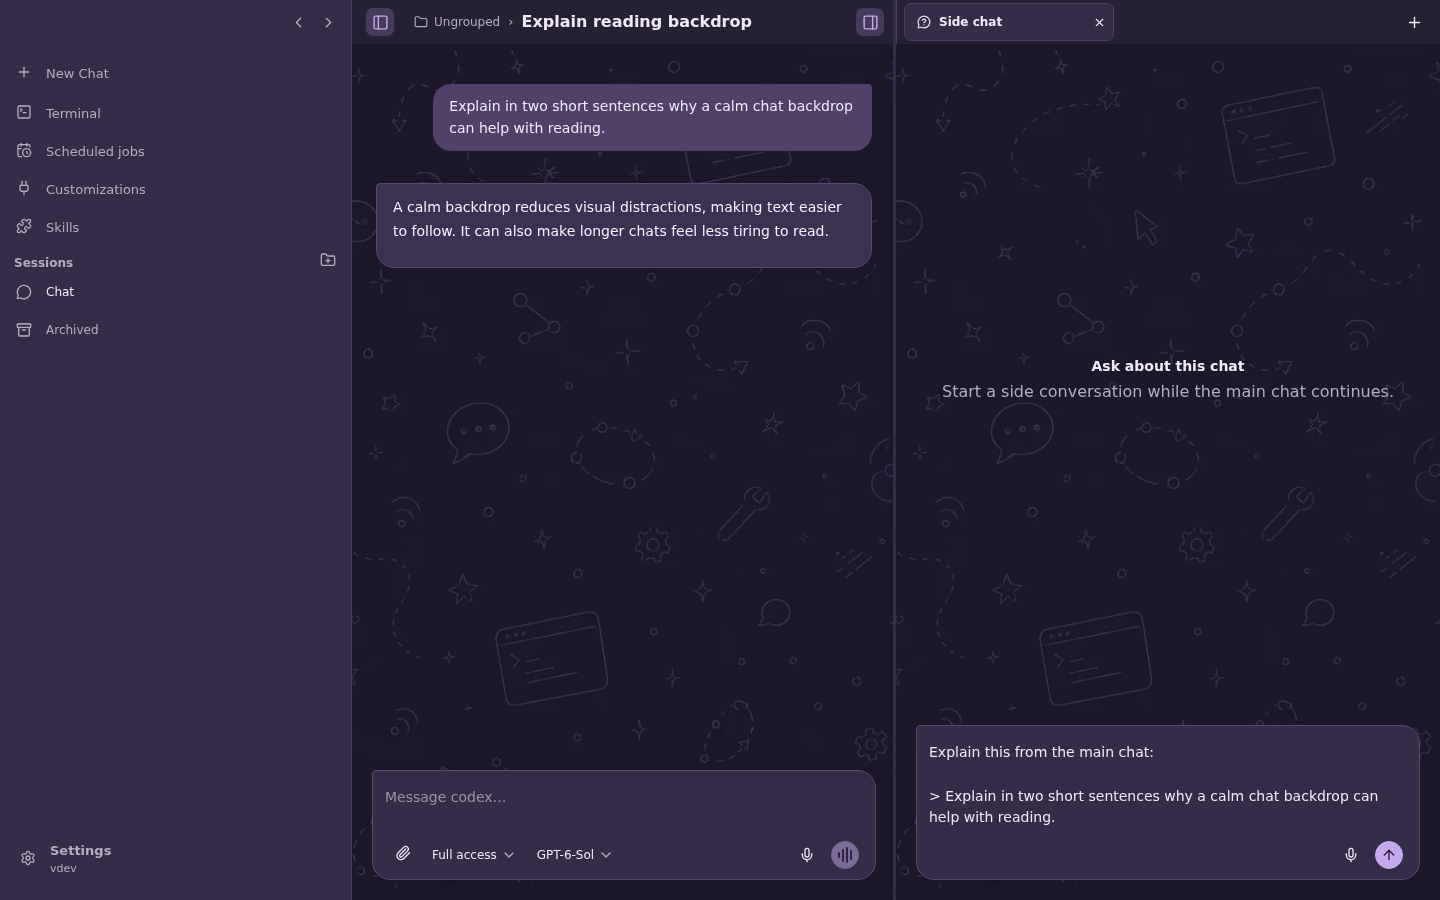 New Chat
Terminal
Scheduled jobs
Customizations
Skills
Sessions
Chat
Archived
Settings
vdev
Ungrouped › Explain reading backdrop
Explain in two short sentences why a calm chat backdrop
can help with reading.
A calm backdrop reduces visual distractions, making text easier
to follow. It can also make longer chats feel less tiring to read.
Message codex...
Full access
GPT-6-Sol
Side chat
Ask about this chat
Start a side conversation while the main chat continues.
Explain this from the main chat:
> Explain in two short sentences why a calm chat backdrop can
help with reading.